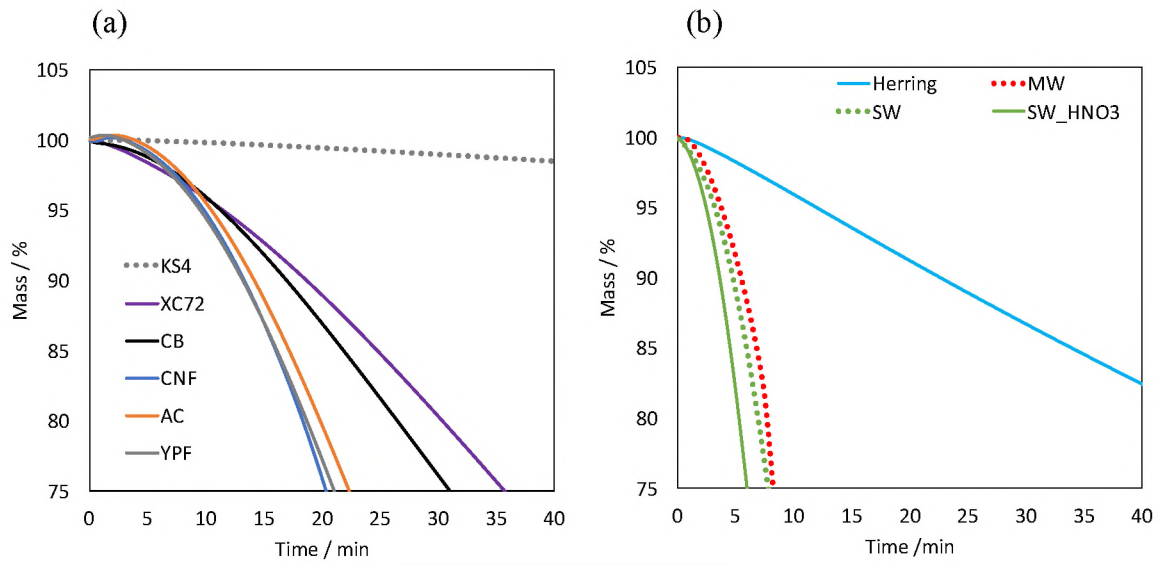 (a)
105
100
95
90
85
80
75
Mass / %
KS4
XC72
CB
CNF
AC
YPF
0 5 10 15 20 25 30 35 40
Time / min
(b)
105
100
95
90
85
80
75
Mass / %
Herring MW
SW SW_HNO3
0 5 10 15 20 25 30 35 40
Time /min